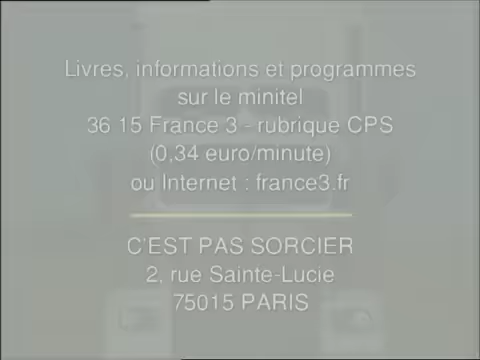 Livres, informations et programmes
sur le minitel
36 15 France 3 - rubrique CPS
(0,34 euro/minute)
ou Internet : france3.fr
C'EST PAS SORCIER
2, rue Sainte-Lucie
75015 PARIS